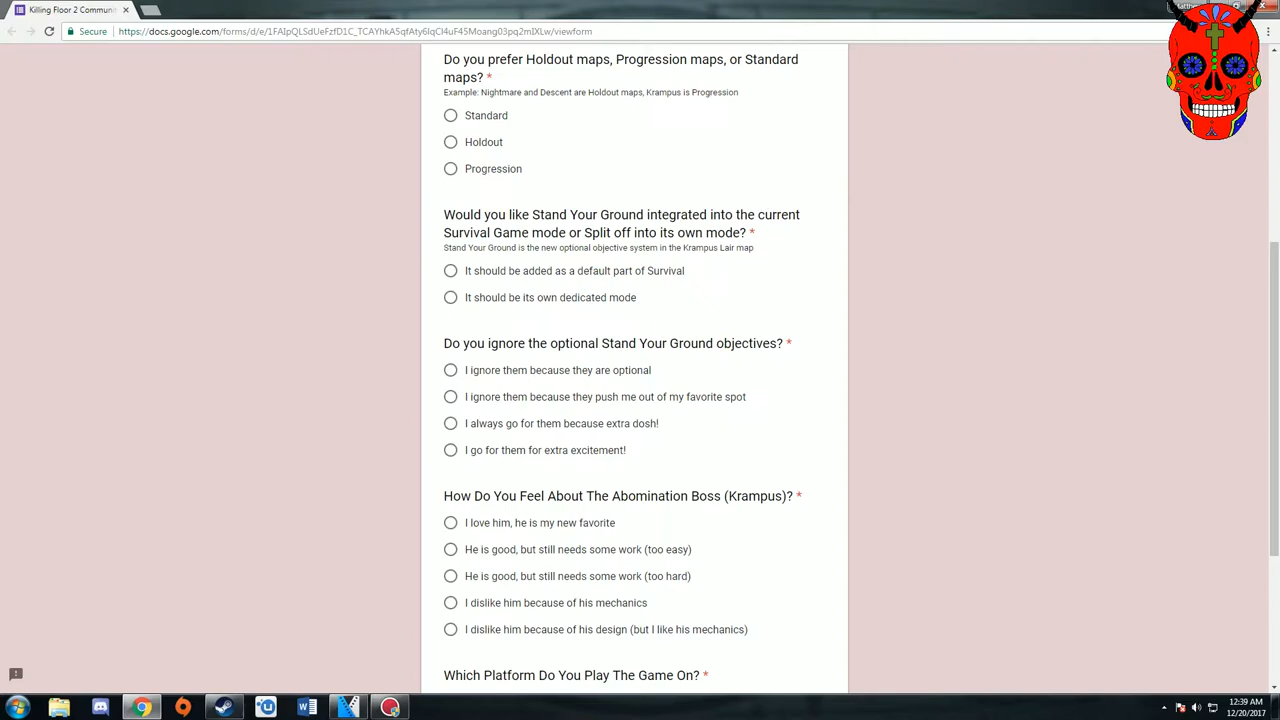 Killing Floor 2 Communi
Secure
https://docs.google.com/forms/d/e/1FAIpQLSdUeFzfD1C_TCAYhkASqfAty6IqCl4uF45Moang03pq2mIXLw/viewform
Do you prefer Holdout maps, Progression maps, or Standard
maps? *
Example: Nightmare and Descent are Holdout maps, Krampus is Progression
Standard
Holdout
Progression
Would you like Stand Your Ground integrated into the current
Survival Game mode or Split off into its own mode? *
Stand Your Ground is the new optional objective system in the Krampus Lair map
It should be added as a default part of Survival
It should be its own dedicated mode
Do you ignore the optional Stand Your Ground objectives? *
I ignore them because they are optional
I ignore them because they push me out of my favorite spot
I always go for them because extra dosh!
I go for them for extra excitement!
How Do You Feel About The Abomination Boss (Krampus)? *
I love him, he is my new favorite
He is good, but still needs some work (too easy)
He is good, but still needs some work (too hard)
I dislike him because of his mechanics
I dislike him because of his design (but I like his mechanics)
Which Platform Do You Play The Game On? *
12:39 AM
12/20/2017